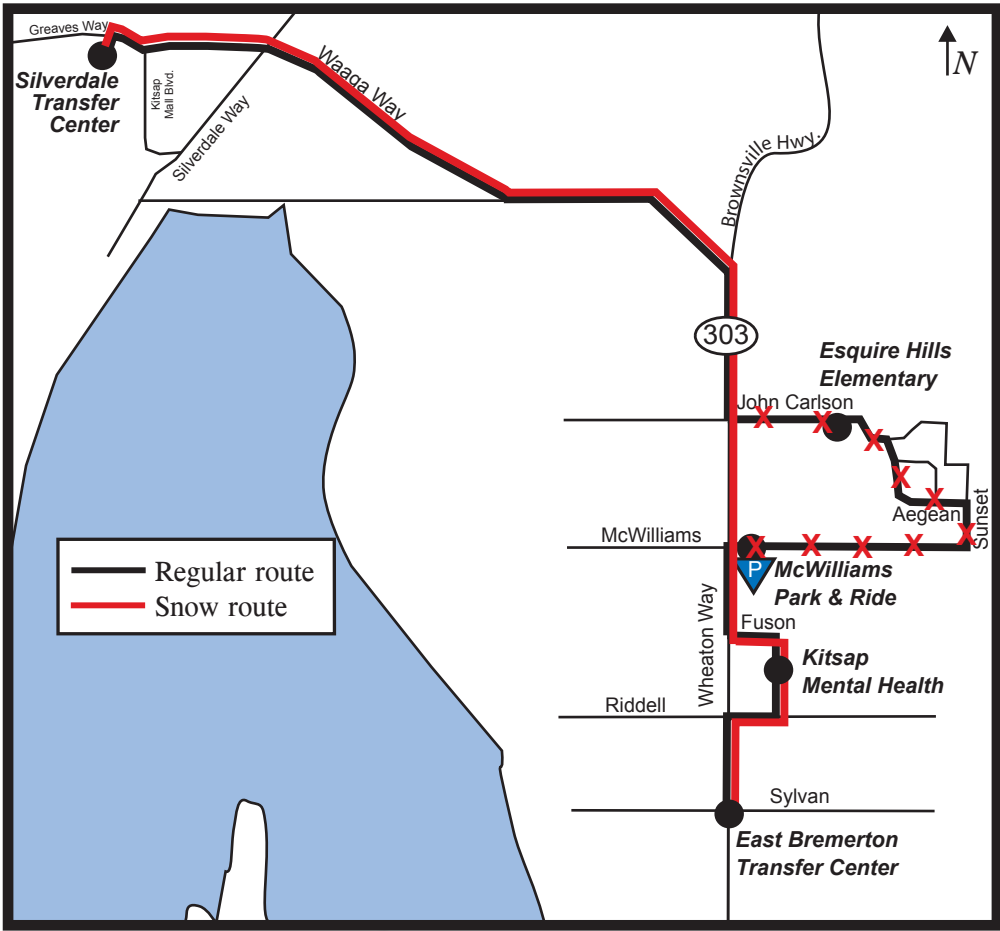 Greaves Way
Silverdale
Transfer
Center
Kitsap
Mall Blvd.
Silverdale Way
Waaga Way
Brownsville Hwy.
N
303
Esquire Hills
Elementary
John Carlson
Aegean
Sunset
McWilliams
P
McWilliams
Park & Ride
Regular route
Snow route
Wheaton Way
Fuson
Kitsap
Mental Health
Riddell
Sylvan
East Bremerton
Transfer Center